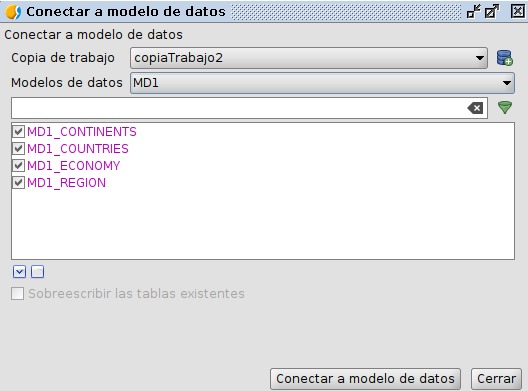 Conectar a modelo de datos
Conectar a modelo de datos
Copia de trabajo copiaTrabajo2
Modelos de datos MD1
MD1_CONTINENTS
MD1_COUNTRIES
MD1_ECONOMY
MD1_REGION
Sobreescribir las tablas existentes
Conectar a modelo de datos Cerrar